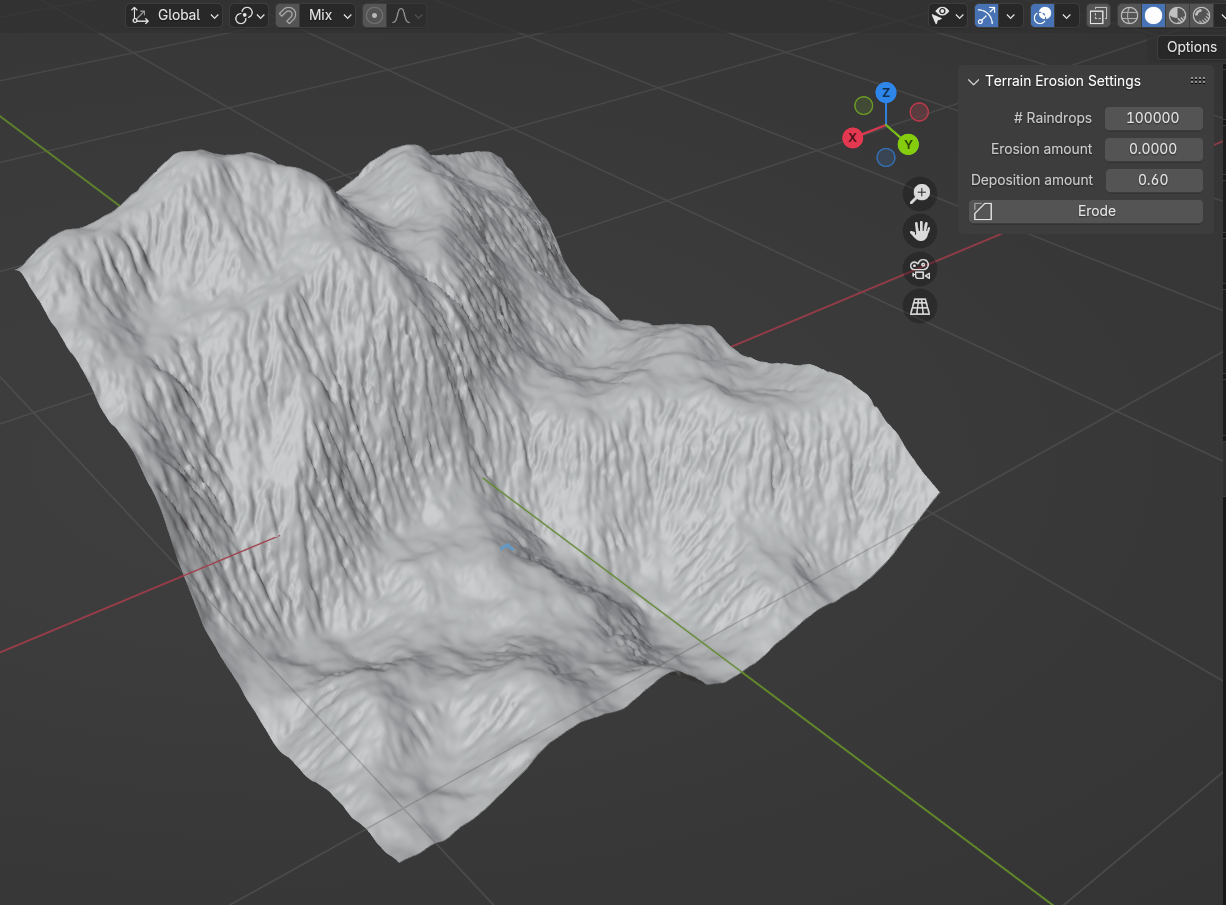 Global
Mix
Options
Terrain Erosion Settings
# Raindrops 100000
Erosion amount 0.0000
Deposition amount 0.60
Erode
Z
X
Y